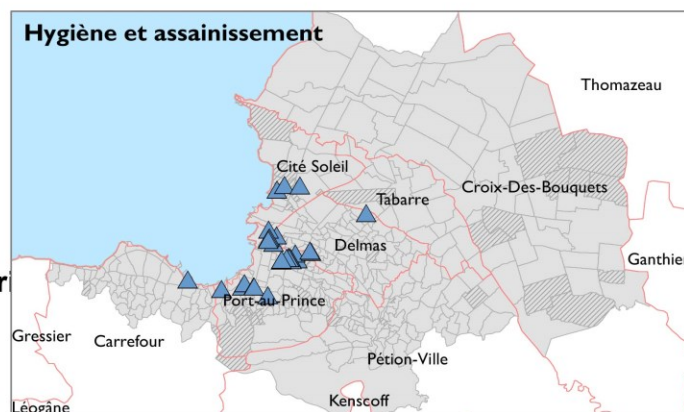 Hygiène et assainissement
Thomazeau
Cité Soleil
Croix-Des-Bouquets
Tabarre
Delmas
Ganthier
ri
Port-au-Prince
Gressier
Carrefour
Pétion-Ville
Kenscoff
Léogâne